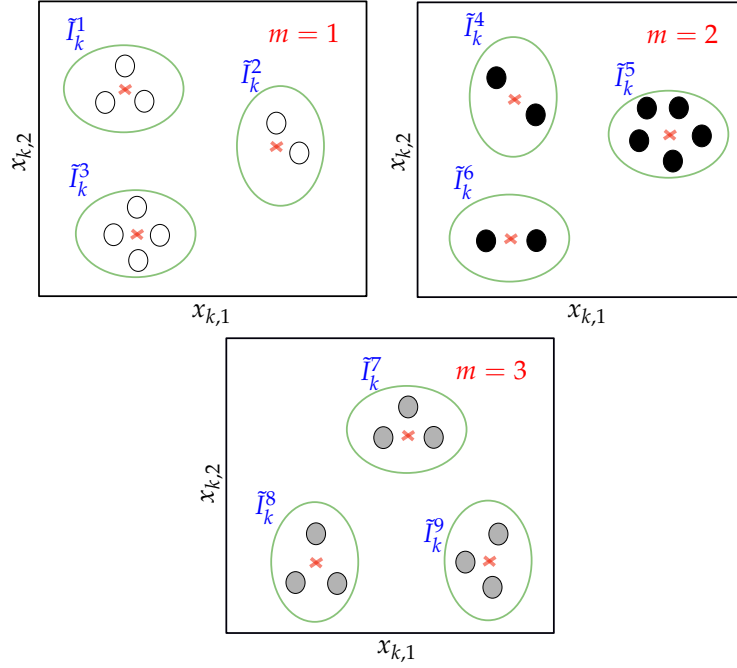 Ĩ_k^1
m = 1
Ĩ_k^2
Ĩ_k^3
x_{k,2}
x_{k,1}
Ĩ_k^4
m = 2
Ĩ_k^5
Ĩ_k^6
x_{k,2}
x_{k,1}
Ĩ_k^7
m = 3
Ĩ_k^8
Ĩ_k^9
x_{k,2}
x_{k,1}